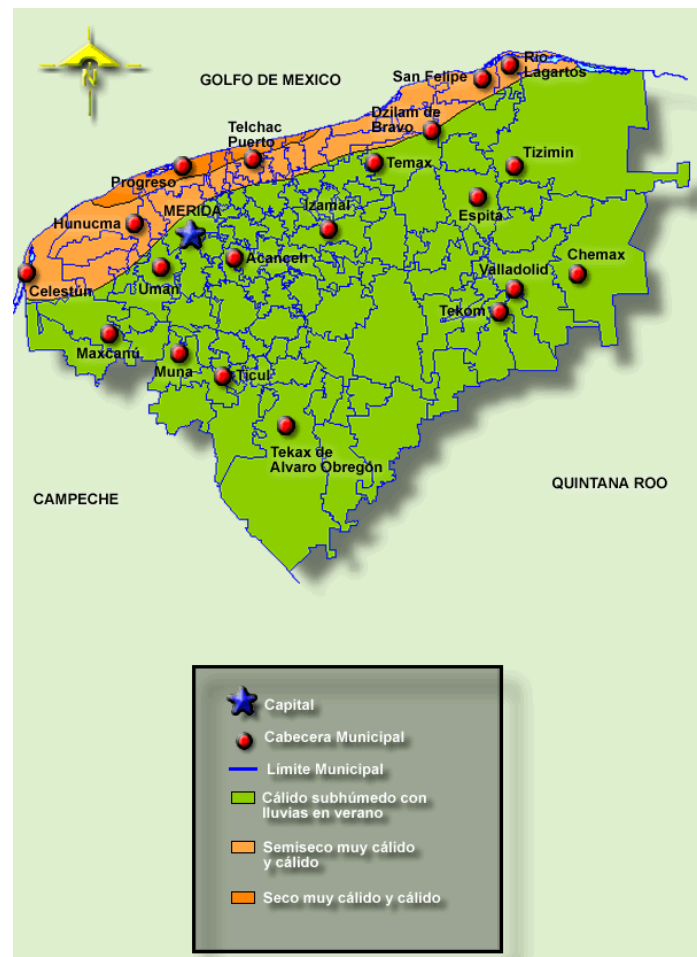 N
GOLFO DE MEXICO
Río
Lagartos
San Felipe
Dzilam de
Bravo
Telchac
Puerto
Temax
Tizimin
Progreso
MERIDA
Izamal
Espita
Hunucma
Acanceh
Chemax
Umán
Valladolid
Celestún
Tekom
Maxcanú
Muna
Ticul
Tekax de
Alvaro Obregón
QUINTANA ROO
CAMPECHE
Capital
Cabecera Municipal
Límite Municipal
Cálido subhúmedo con
lluvias en verano
Semiseco muy cálido
y cálido
Seco muy cálido y cálido